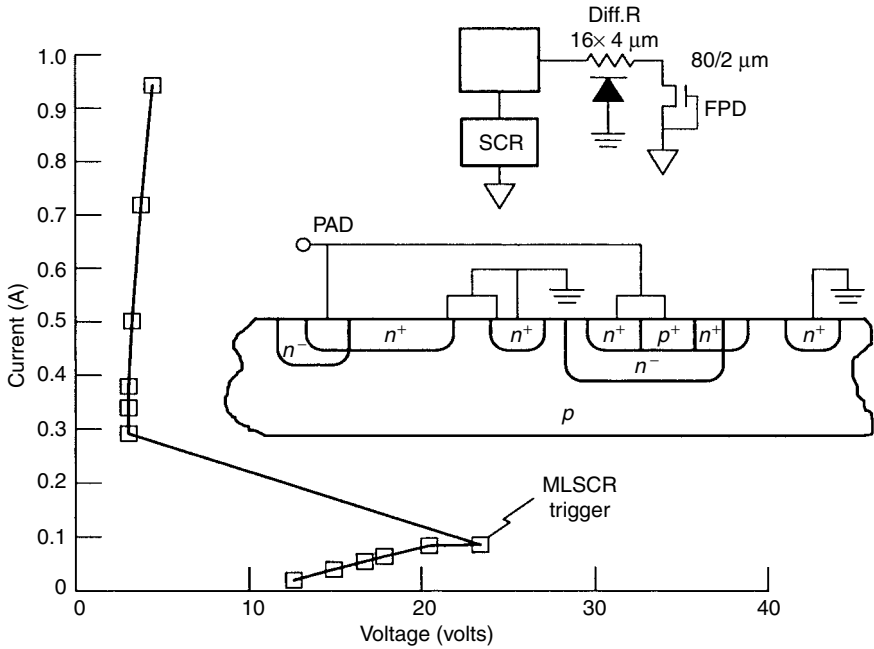 Diff.R
16× 4 μm
80/2 μm
FPD
SCR
PAD
n⁻
n⁺
n⁺
n⁺
p⁺
n⁺
n⁺
n⁻
p
MLSCR
trigger
Current (A)
1.0
0.9
0.8
0.7
0.6
0.5
0.4
0.3
0.2
0.1
0
0
10
20
30
40
Voltage (volts)